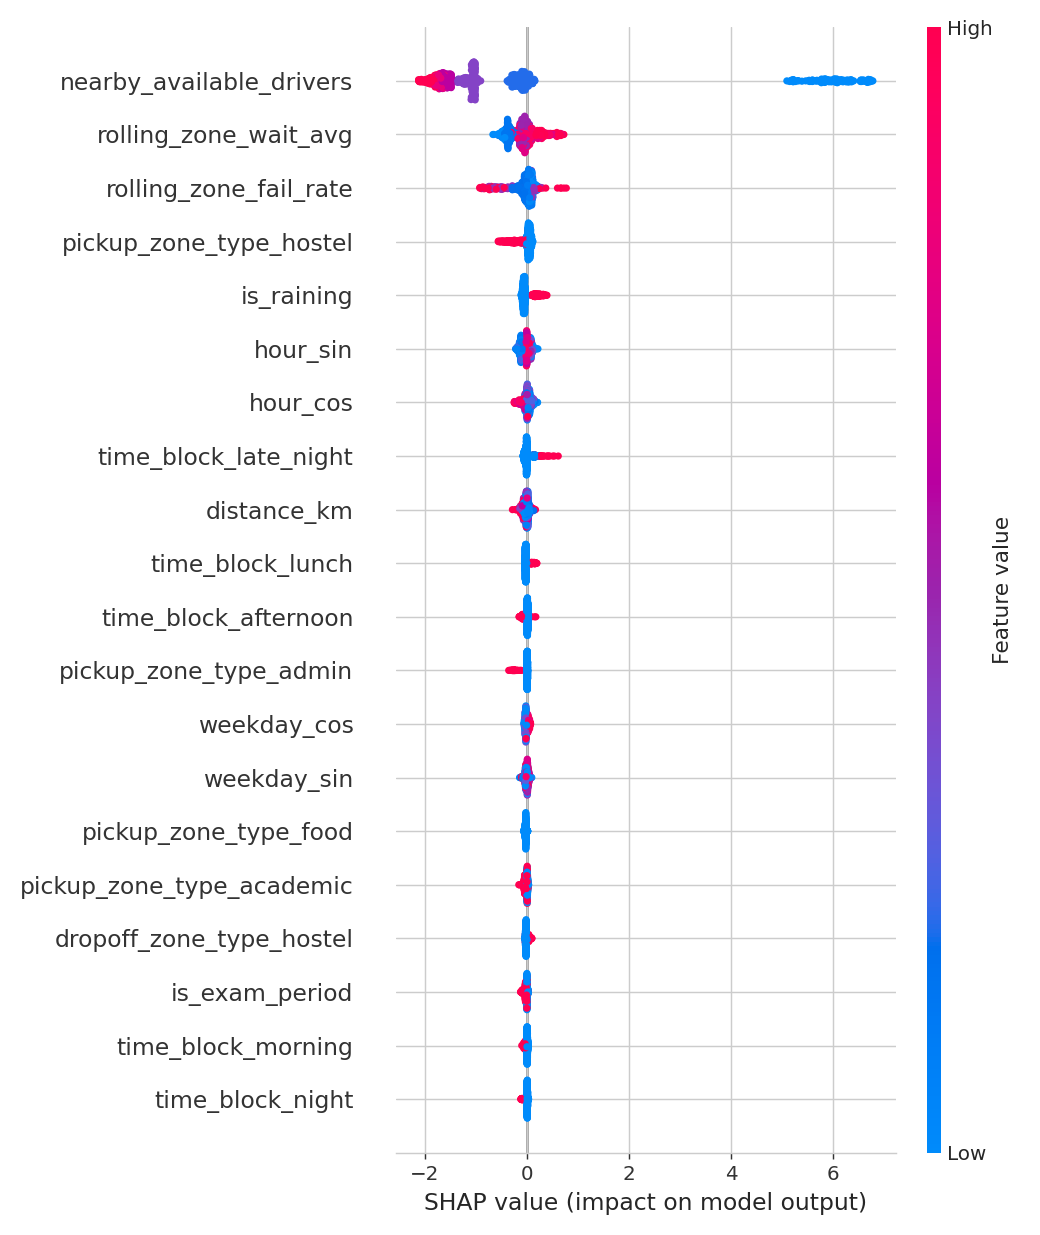 High
nearby_available_drivers
rolling_zone_wait_avg
rolling_zone_fail_rate
pickup_zone_type_hostel
is_raining
hour_sin
hour_cos
time_block_late_night
distance_km
time_block_lunch
time_block_afternoon
pickup_zone_type_admin
weekday_cos
weekday_sin
pickup_zone_type_food
pickup_zone_type_academic
dropoff_zone_type_hostel
is_exam_period
time_block_morning
time_block_night
Feature value
Low
−2 0 2 4 6
SHAP value (impact on model output)